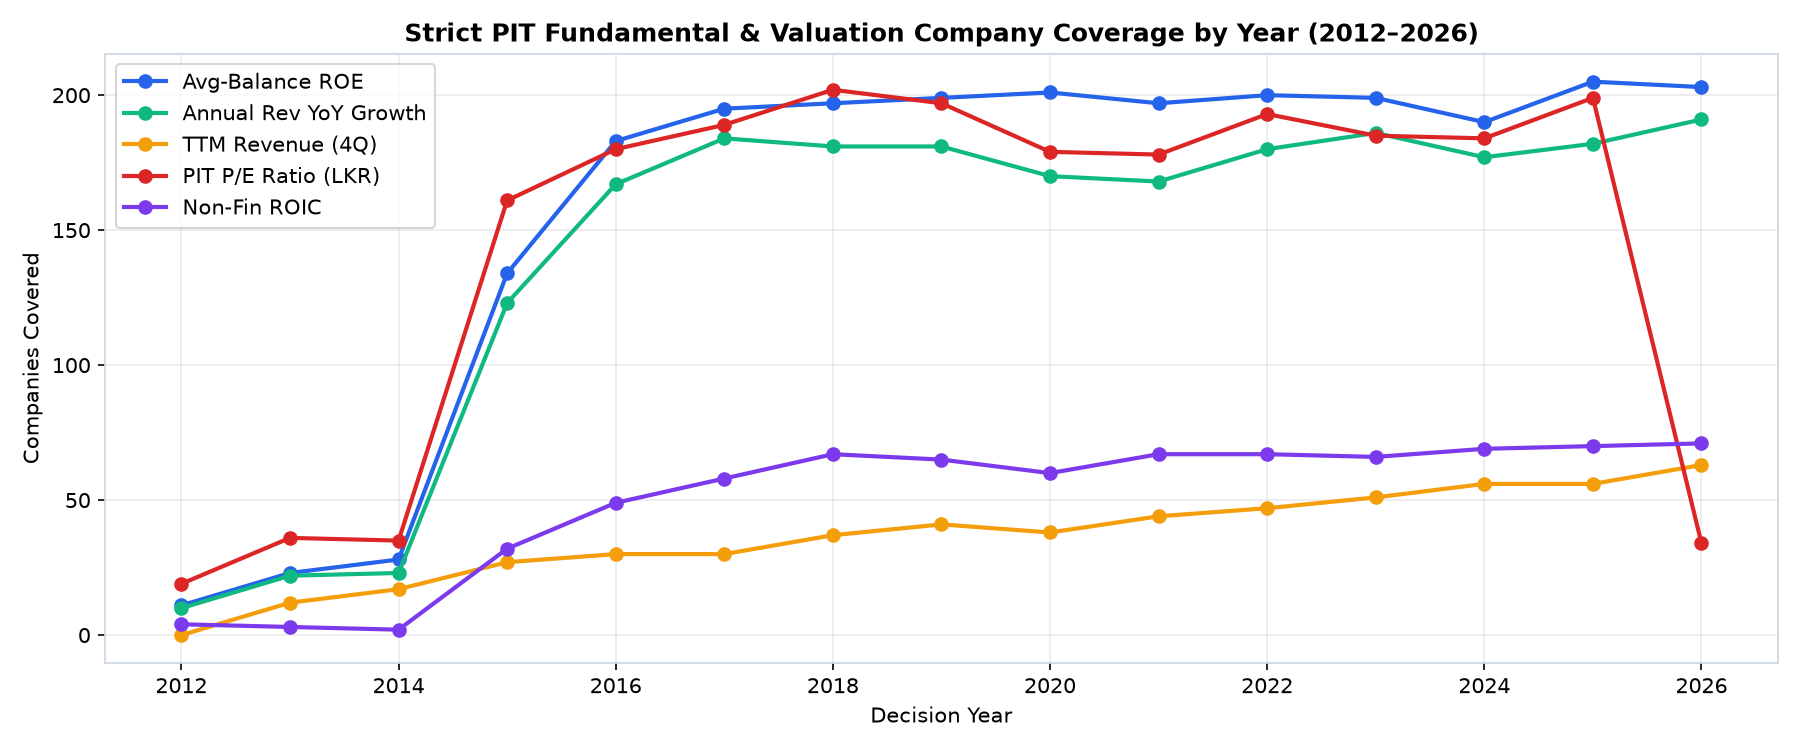 Strict PIT Fundamental & Valuation Company Coverage by Year (2012–2026)
Avg-Balance ROE
Annual Rev YoY Growth
TTM Revenue (4Q)
PIT P/E Ratio (LKR)
Non-Fin ROIC
Companies Covered
200
150
100
50
0
2012 2014 2016 2018 2020 2022 2024 2026
Decision Year